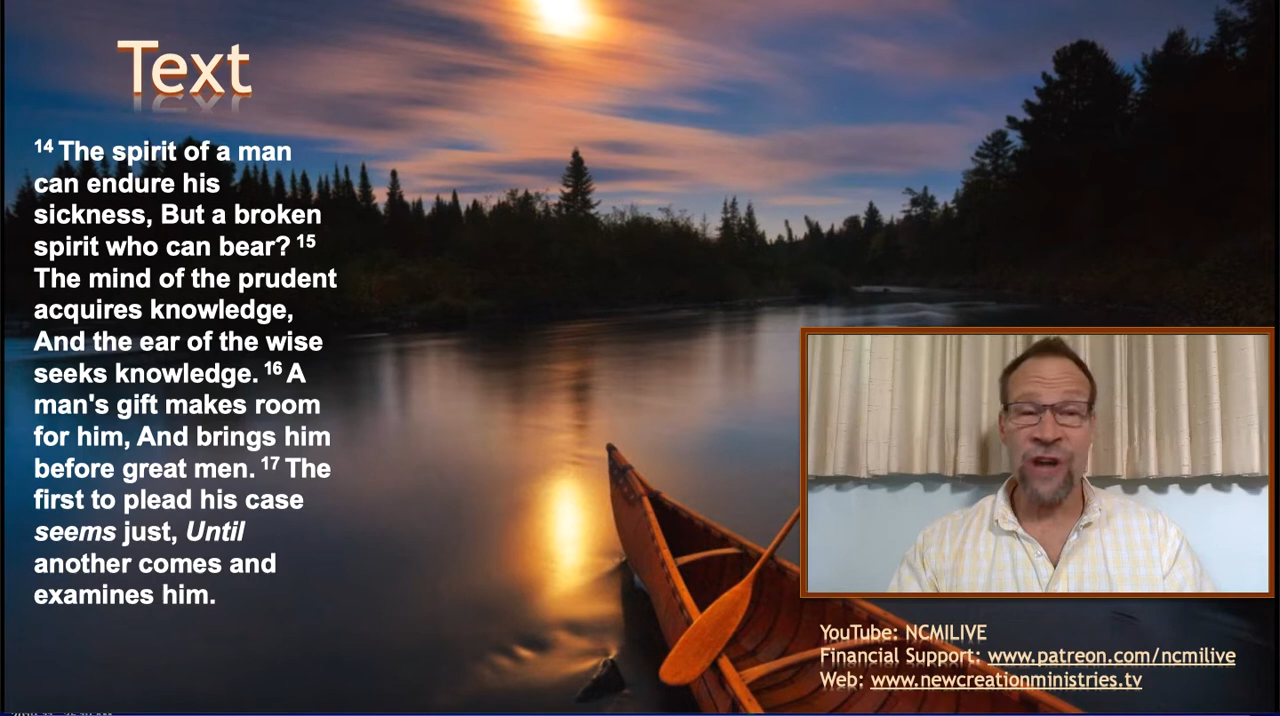 Text
14 The spirit of a man
can endure his
sickness, But a broken
spirit who can bear? 15
The mind of the prudent
acquires knowledge,
And the ear of the wise
seeks knowledge. 16 A
man's gift makes room
for him, And brings him
before great men. 17 The
first to plead his case
seems just, Until
another comes and
examines him.
YouTube: NCMILIVE
Financial Support: www.patreon.com/ncmilive
Web: www.newcreationministries.tv